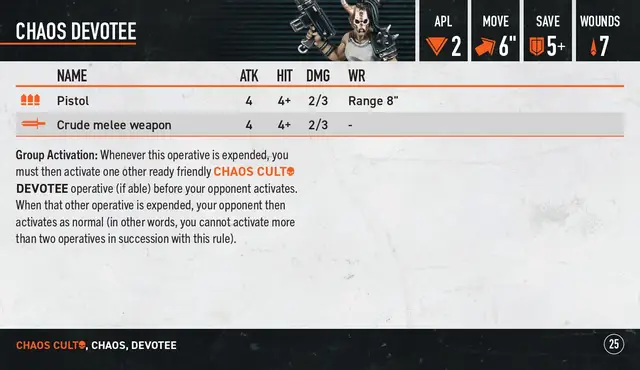 CHAOS DEVOTEE
APL MOVE SAVE WOUNDS
2 6" 5+ 7
NAME ATK HIT DMG WR
Pistol 4 4+ 2/3 Range 8"
Crude melee weapon 4 4+ 2/3 -
Group Activation: Whenever this operative is expended, you
must then activate one other ready friendly CHAOS CULT
DEVOTEE operative (if able) before your opponent activates.
When that other operative is expended, your opponent then
activates as normal (in other words, you cannot activate more
than two operatives in succession with this rule).
CHAOS CULT, CHAOS, DEVOTEE
25